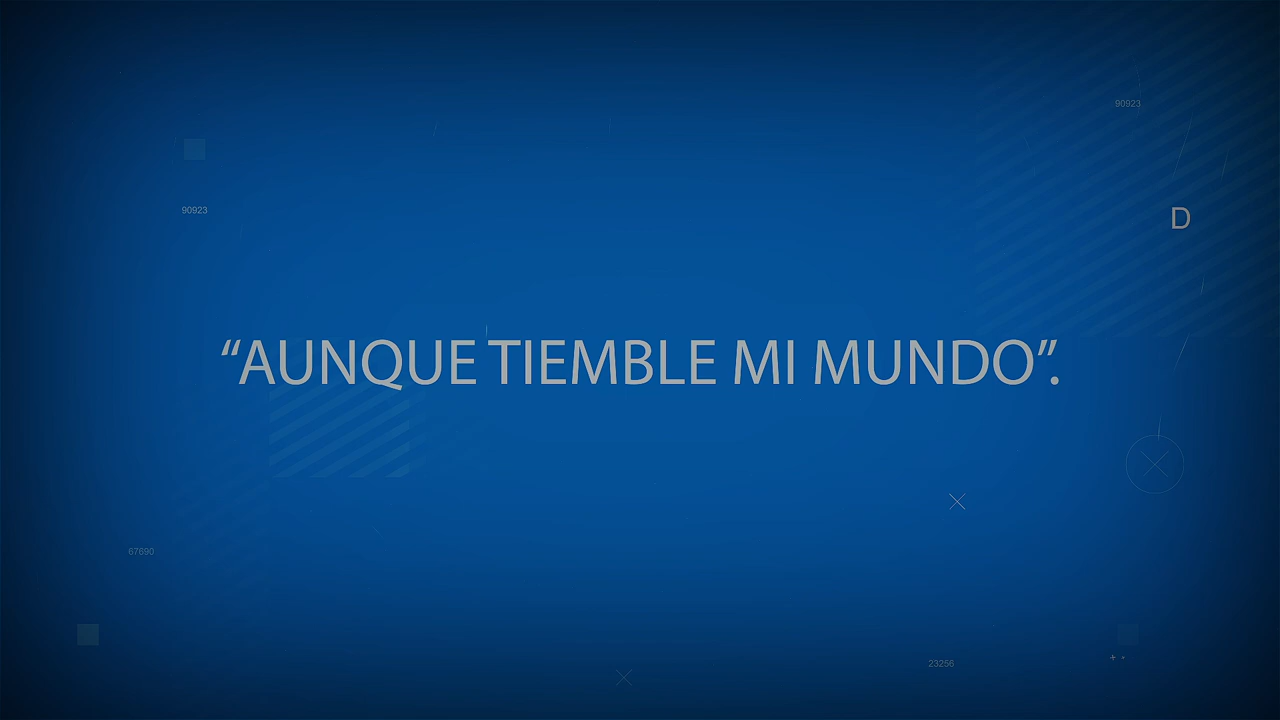 90923
90923
D
“AUNQUE TIEMBLE MI MUNDO”.
67690
23256